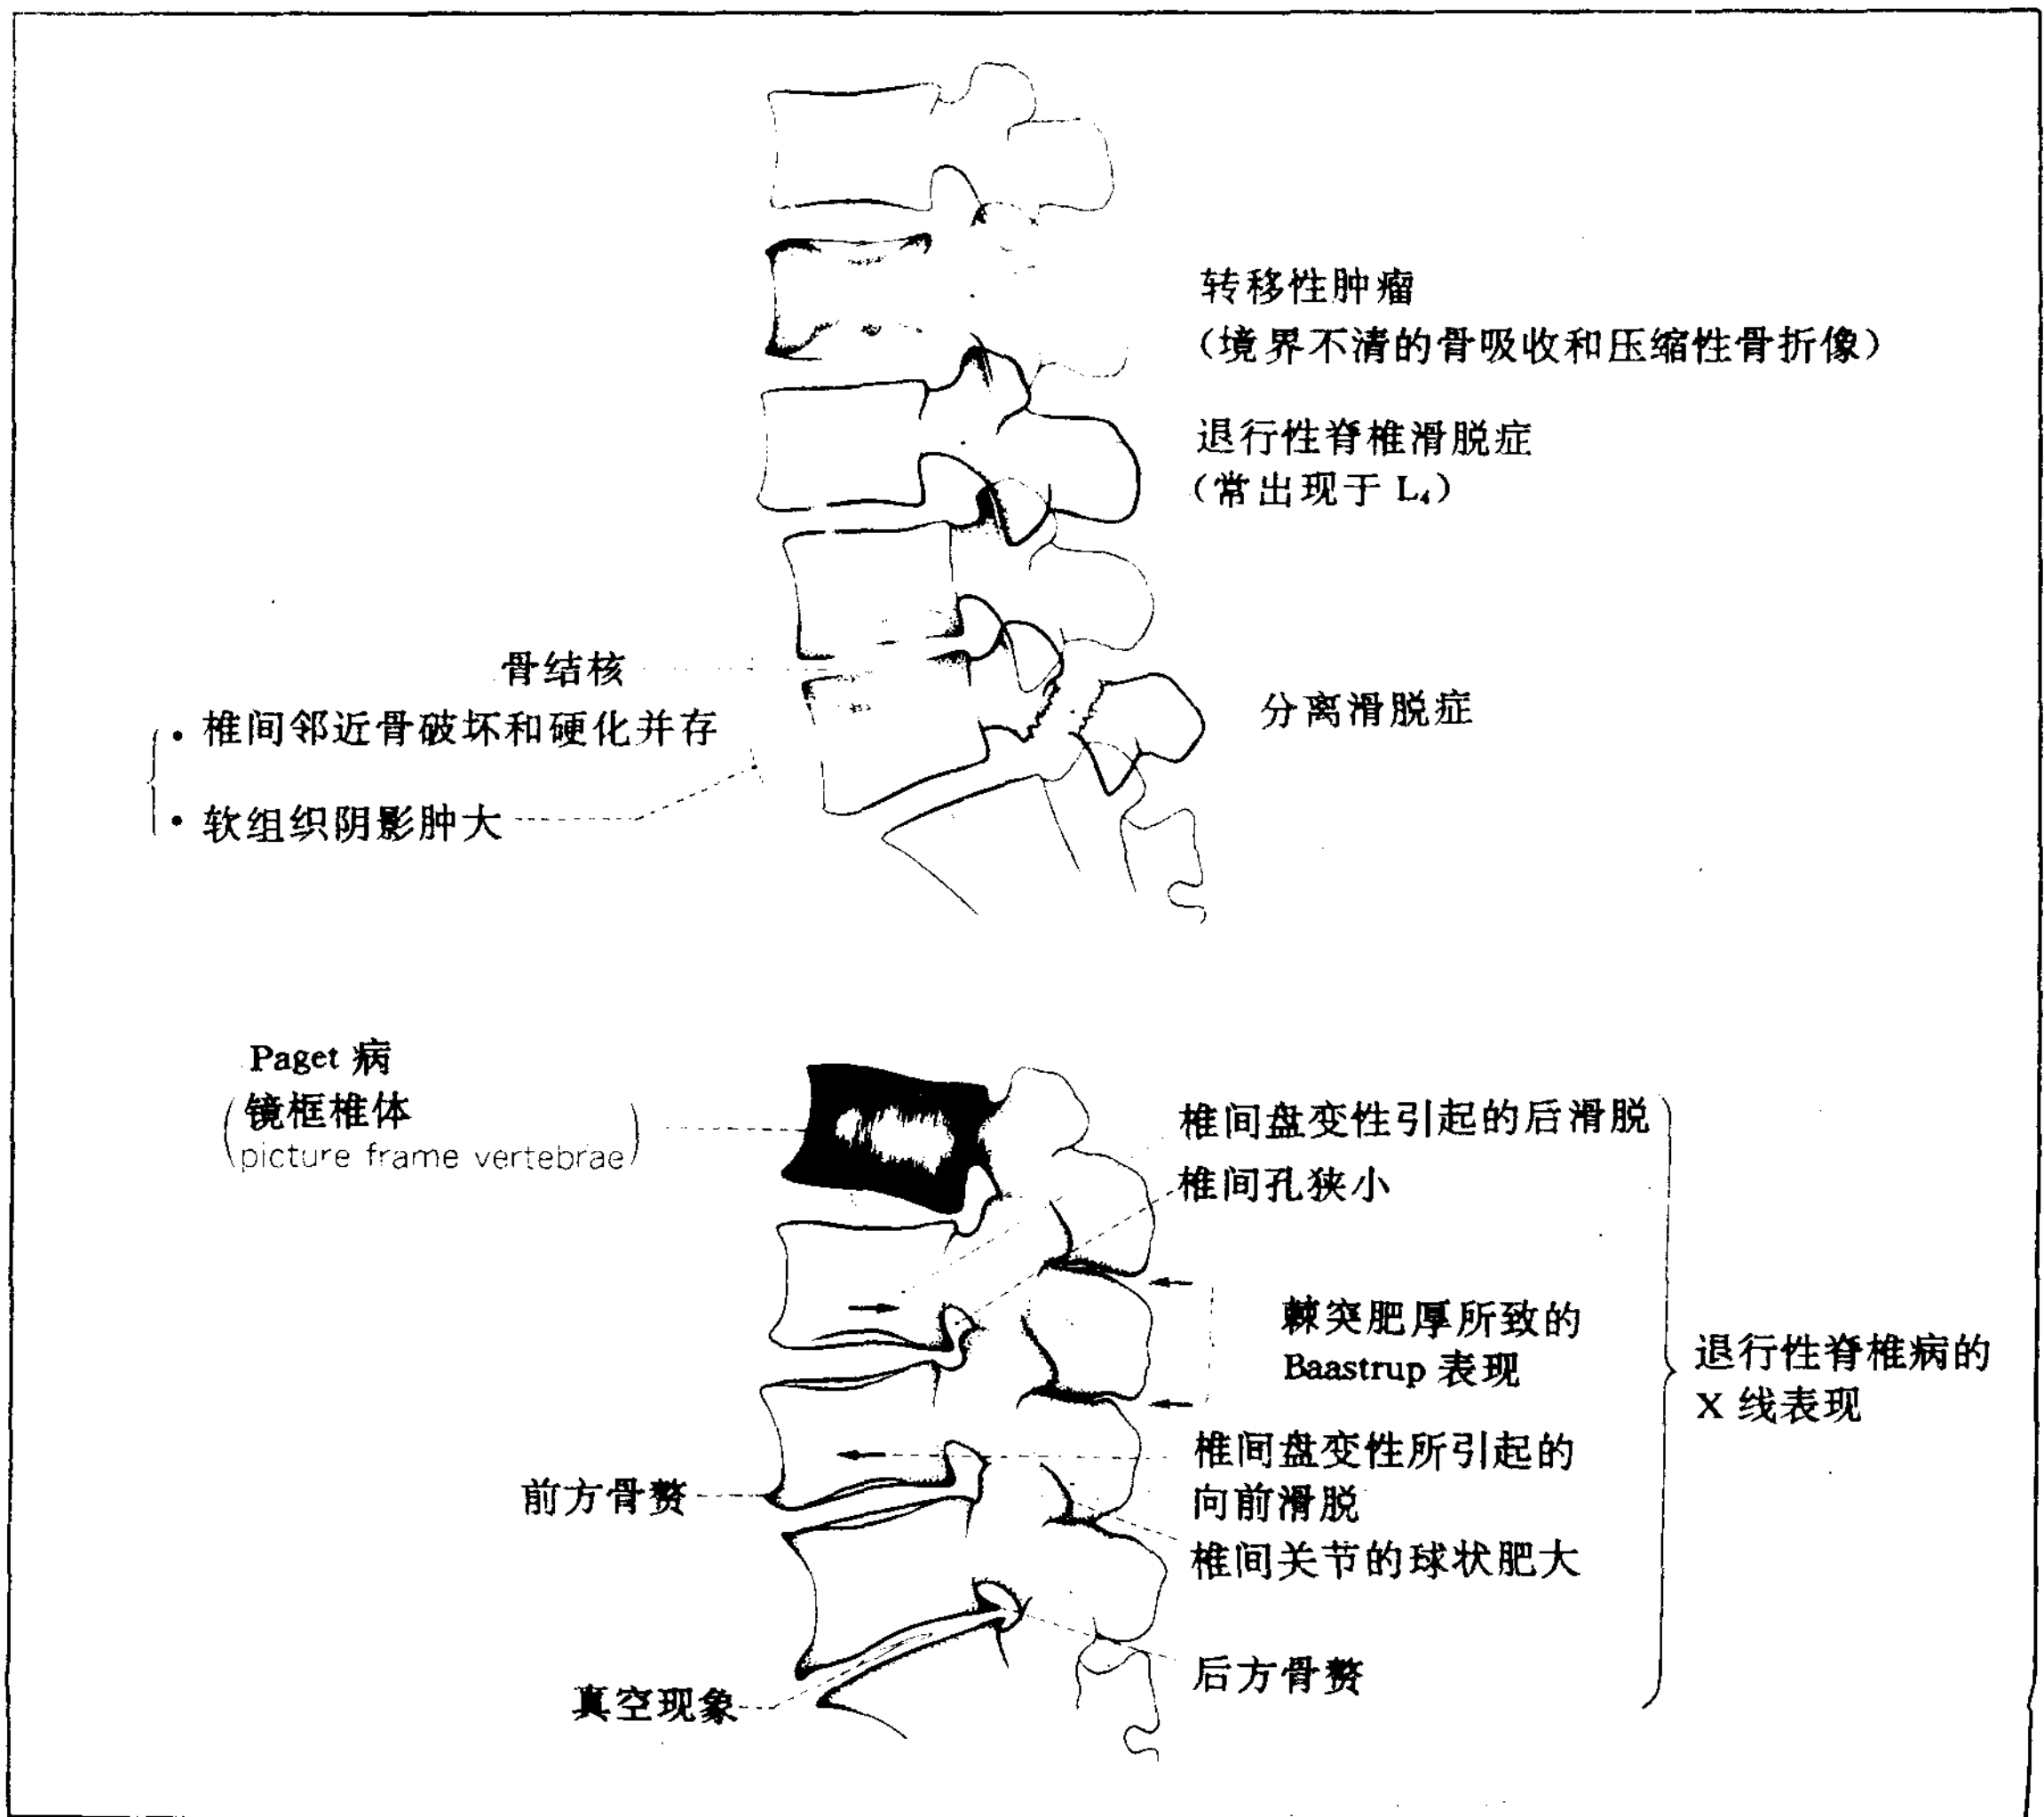 转移性肿瘤
（境界不清的骨吸收和压缩性骨折像）
退行性脊椎滑脱症
（常出现于 L₄）
骨结核
• 椎间邻近骨破坏和硬化并存
• 软组织阴影肿大
分离滑脱症
Paget 病
镜框椎体
picture frame vertebrae
椎间盘变性引起的后滑脱
椎间孔狭小
棘突肥厚所致的
Baastrup 表现
退行性脊椎病的
X 线表现
椎间盘变性所引起的
向前滑脱
前方骨赘
椎间关节的球状肥大
后方骨赘
真空现象